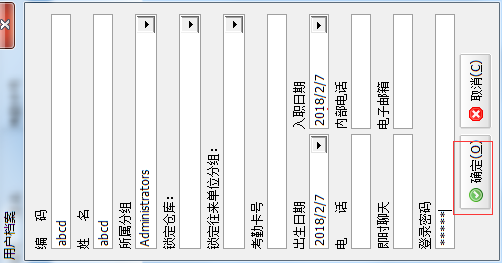 用户档案
编 码
abcd
姓 名
abcd
所属分组
Administrators
锁定仓库:
锁定往来单位分组:
考勤卡号
出生日期 入职日期
2018/2/7 2018/2/7
电 话 内部电话
即时聊天 电子邮箱
登录密码
*****
确定(O) 取消(C)